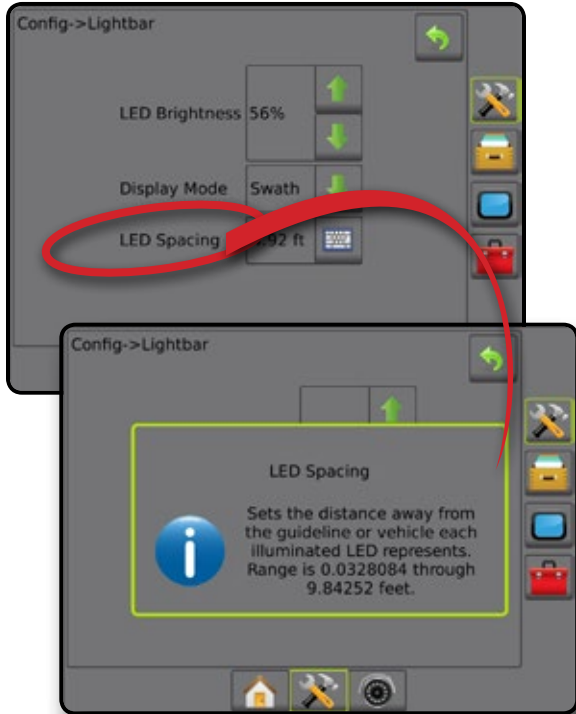 Config->Lightbar
LED Brightness 56%
Display Mode Swath
LED Spacing .92 ft
Config->Lightbar
LED Spacing
Sets the distance away from
the guideline or vehicle each
illuminated LED represents.
Range is 0.0328084 through
9.84252 feet.